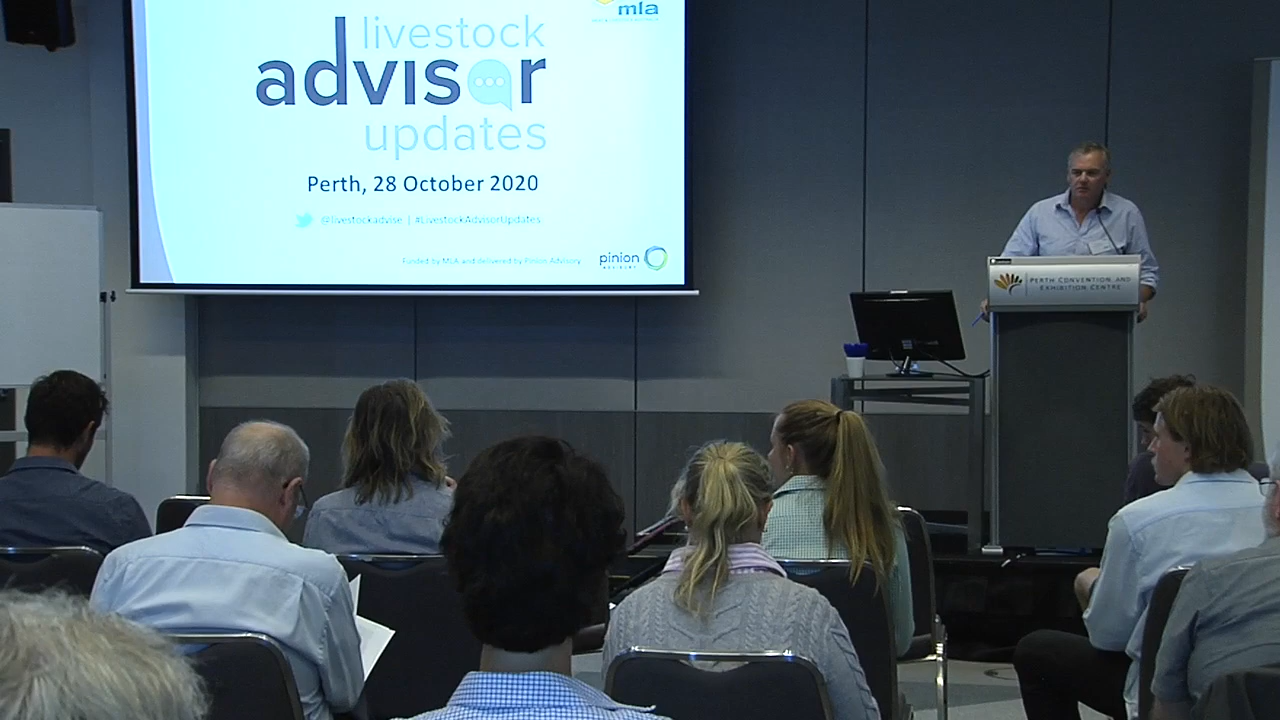 mla
livestock
advisor
updates
Perth, 28 October 2020
@livestockadvise | #LivestockAdvisorUpdates
Funded by MLA and delivered by Pinion Advisory
pinion
ADVISORY
PERTH CONVENTION AND
EXHIBITION CENTRE